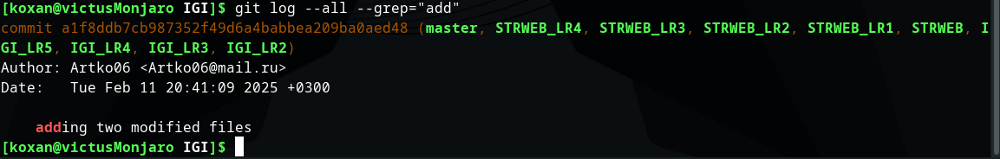 [koxan@victusMonjaro IGI]$ git log --all --grep="add"
commit a1f8ddb7cb987352f49d6a4babbea209ba0aed48 (master, STRWEB_LR4, STRWEB_LR3, STRWEB_LR2, STRWEB_LR1, STRWEB, I
GI_LR5, IGI_LR4, IGI_LR3, IGI_LR2)
Author: Artko06 <Artko06@mail.ru>
Date:   Tue Feb 11 20:41:09 2025 +0300
    adding two modified files
[koxan@victusMonjaro IGI]$